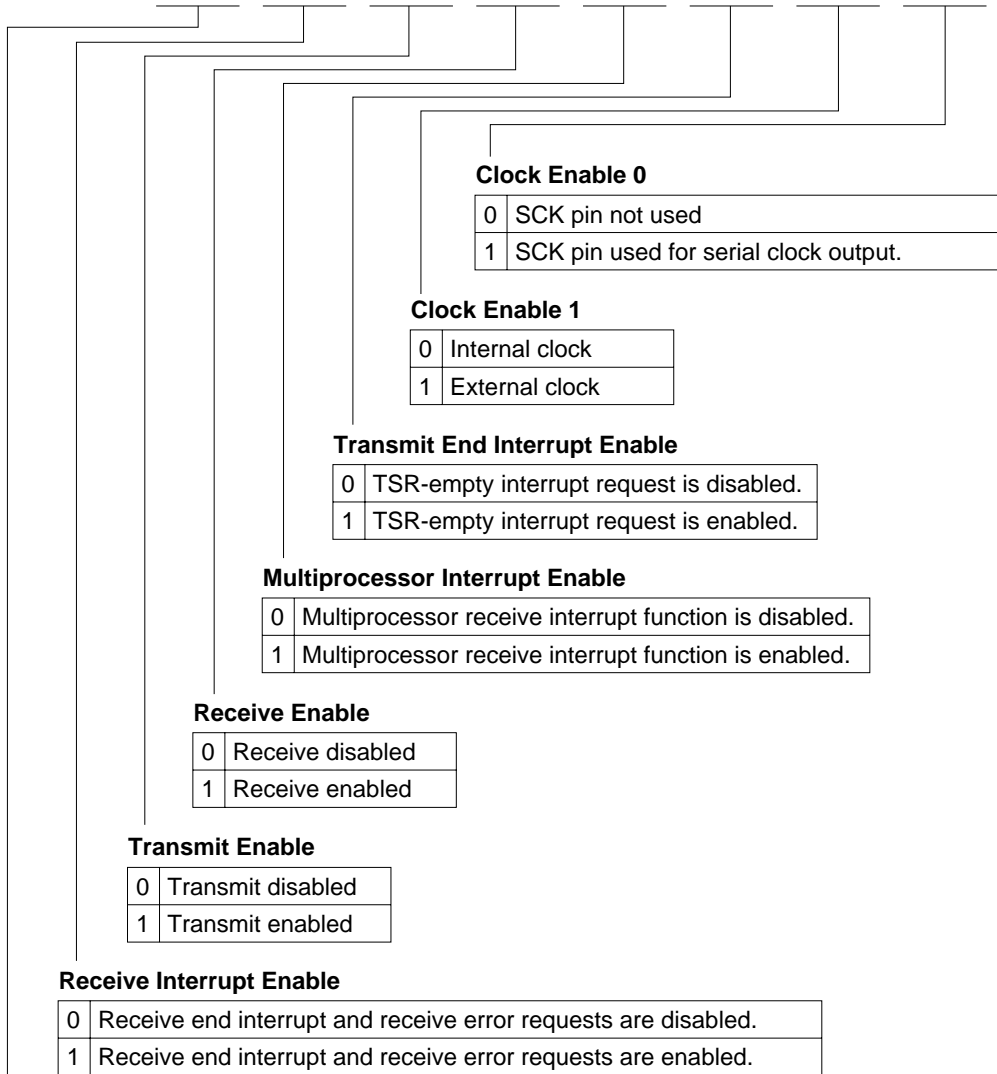 Clock Enable 0
0 SCK pin not used
1 SCK pin used for serial clock output.
Clock Enable 1
0 Internal clock
1 External clock
Transmit End Interrupt Enable
0 TSR-empty interrupt request is disabled.
1 TSR-empty interrupt request is enabled.
Multiprocessor Interrupt Enable
0 Multiprocessor receive interrupt function is disabled.
1 Multiprocessor receive interrupt function is enabled.
Receive Enable
0 Receive disabled
1 Receive enabled
Transmit Enable
0 Transmit disabled
1 Transmit enabled
Receive Interrupt Enable
0 Receive end interrupt and receive error requests are disabled.
1 Receive end interrupt and receive error requests are enabled.